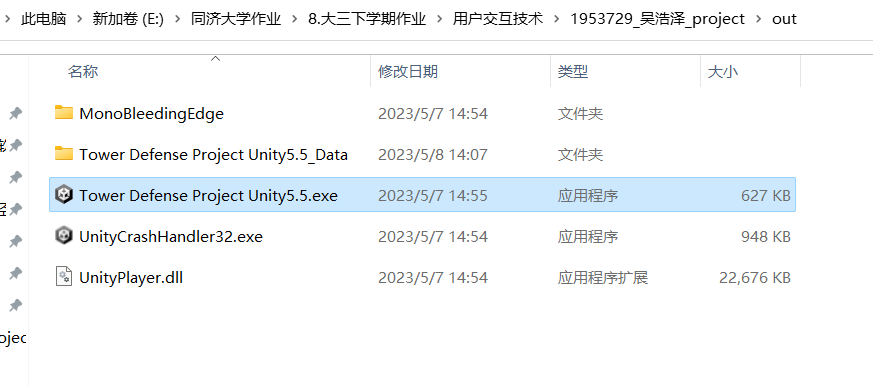 此电脑 > 新加卷 (E:) > 同济大学作业 > 8.大三下学期作业 > 用户交互技术 > 1953729_吴浩泽_project > out
名称 修改日期 类型 大小
MonoBleedingEdge 2023/5/7 14:54 文件夹
Tower Defense Project Unity5.5_Data 2023/5/8 14:07 文件夹
Tower Defense Project Unity5.5.exe 2023/5/7 14:55 应用程序 627 KB
UnityCrashHandler32.exe 2023/5/7 14:54 应用程序 948 KB
UnityPlayer.dll 2023/5/7 14:54 应用程序扩展 22,676 KB
ojec